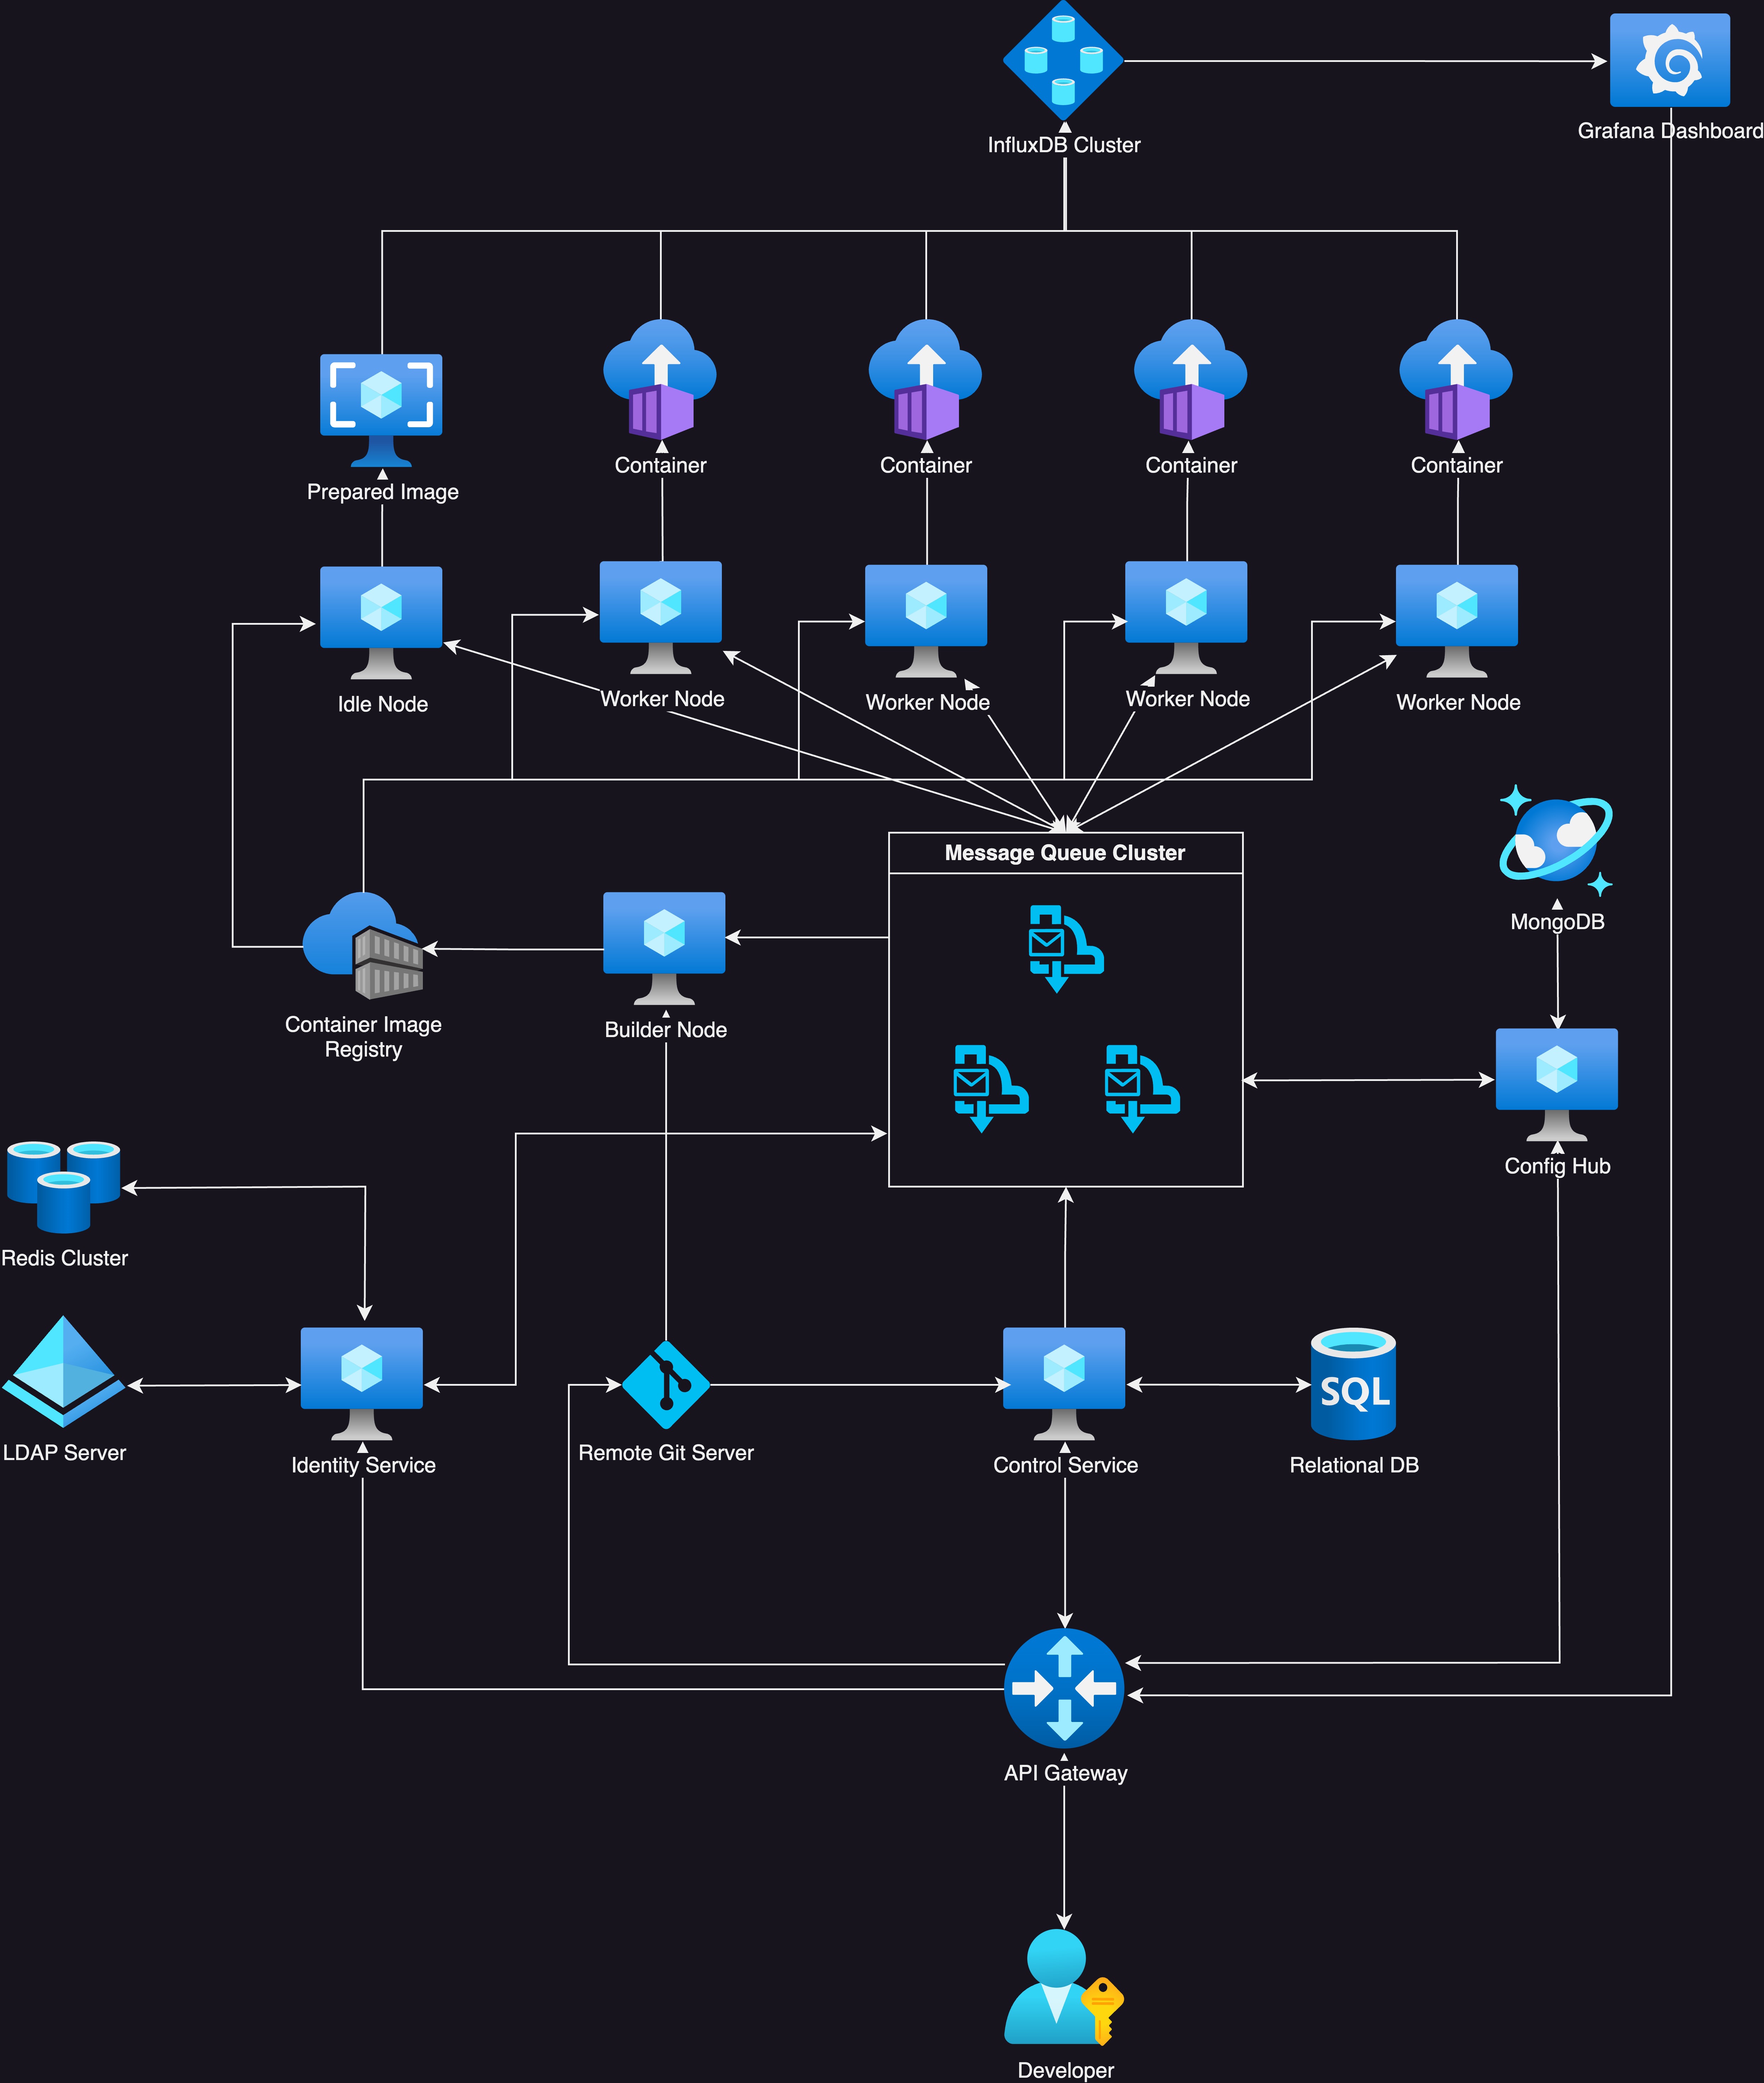 InfluxDB Cluster
Grafana Dashboard
Prepared Image
Container
Container
Container
Container
Idle Node
Worker Node
Worker Node
Worker Node
Worker Node
Message Queue Cluster
MongoDB
Container Image
Registry
Builder Node
Config Hub
Redis Cluster
LDAP Server
Identity Service
Remote Git Server
Control Service
SQL
Relational DB
API Gateway
Developer